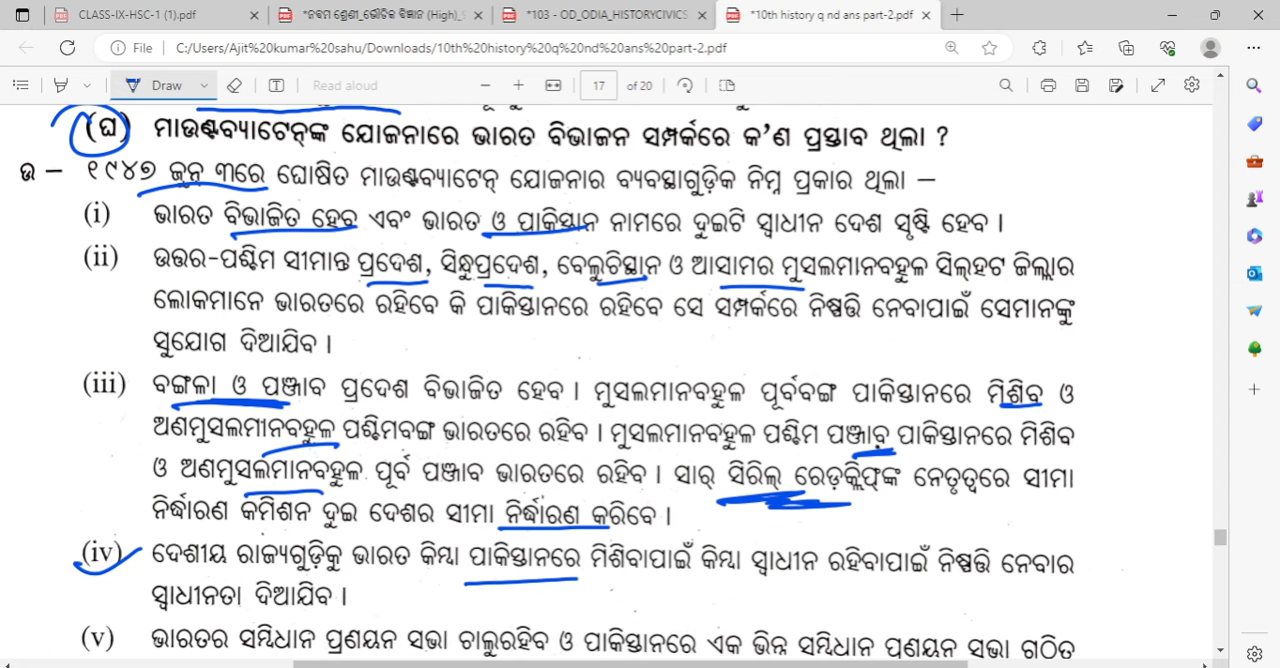 CLASS-IX-HSC-1 (1).pdf
*ନବମ ଶ୍ରେଣୀ_ଭୌତିକ ବିଜ୍ଞାନ (High)_
*103 - OD_ODIA_HISTORYCIVICS
*10th history q nd ans part-2.pdf
File
C:/Users/Ajit%20kumar%20sahu/Downloads/10th%20history%20q%20nd%20ans%20part-2.pdf
Draw
Read aloud
17 of 20
(ଘ) ମାଉଣ୍ଟବ୍ୟାଟେନ୍‌ଙ୍କ ଯୋଜନାରେ ଭାରତ ବିଭାଜନ ସମ୍ପର୍କରେ କ'ଣ ପ୍ରସ୍ତାବ ଥିଲା ?
ଉ – ୧୯୪୭ ଜୁନ୍ ୩ରେ ଘୋଷିତ ମାଉଣ୍ଟବ୍ୟାଟେନ୍ ଯୋଜନାର ବ୍ୟବସ୍ଥାଗୁଡ଼ିକ ନିମ୍ନ ପ୍ରକାର ଥିଲା –
(i) ଭାରତ ବିଭାଜିତ ହେବ ଏବଂ ଭାରତ ଓ ପାକିସ୍ତାନ ନାମରେ ଦୁଇଟି ସ୍ୱାଧୀନ ଦେଶ ସୃଷ୍ଟି ହେବ ।
(ii) ଉତ୍ତର-ପଶ୍ଚିମ ସୀମାନ୍ତ ପ୍ରଦେଶ, ସିନ୍ଧୁପ୍ରଦେଶ, ବେଲୁଚିସ୍ଥାନ ଓ ଆସାମର ମୁସଲମାନବହୁଳ ସିଲ୍‌ହଟ ଜିଲ୍ଲାର
ଲୋକମାନେ ଭାରତରେ ରହିବେ କି ପାକିସ୍ତାନରେ ରହିବେ ସେ ସମ୍ପର୍କରେ ନିଷ୍ପତ୍ତି ନେବାପାଇଁ ସେମାନଙ୍କୁ
ସୁଯୋଗ ଦିଆଯିବ ।
(iii) ବଙ୍ଗଳା ଓ ପଞ୍ଜାବ ପ୍ରଦେଶ ବିଭାଜିତ ହେବ । ମୁସଲମାନବହୁଳ ପୂର୍ବବଙ୍ଗ ପାକିସ୍ତାନରେ ମିଶିବ ଓ
ଅଣମୁସଲମାନବହୁଳ ପଶ୍ଚିମବଙ୍ଗ ଭାରତରେ ରହିବ । ମୁସଲମାନବହୁଳ ପଶ୍ଚିମ ପଞ୍ଜାବ ପାକିସ୍ତାନରେ ମିଶିବ
ଓ ଅଣମୁସଲମାନବହୁଳ ପୂର୍ବ ପଞ୍ଜାବ ଭାରତରେ ରହିବ । ସାର୍ ସିରିଲ୍ ରେଡ଼କ୍ଲିଫ୍‌ଙ୍କ ନେତୃତ୍ୱରେ ସୀମା
ନିର୍ଦ୍ଧାରଣ କମିଶନ ଦୁଇ ଦେଶର ସୀମା ନିର୍ଦ୍ଧାରଣ କରିବେ ।
(iv) ଦେଶୀୟ ରାଜ୍ୟଗୁଡ଼ିକୁ ଭାରତ କିମ୍ବା ପାକିସ୍ତାନରେ ମିଶିବାପାଇଁ କିମ୍ବା ସ୍ୱାଧୀନ ରହିବାପାଇଁ ନିଷ୍ପତ୍ତି ନେବାର
ସ୍ୱାଧୀନତା ଦିଆଯିବ ।
(v) ଭାରତର ସମ୍ବିଧାନ ପ୍ରଣୟନ ସଭା ଚାଲୁରହିବ ଓ ପାକିସ୍ତାନରେ ଏକ ଭିନ୍ନ ସମ୍ବିଧାନ ପ୍ରଣୟନ ସଭା ଗଠିତ